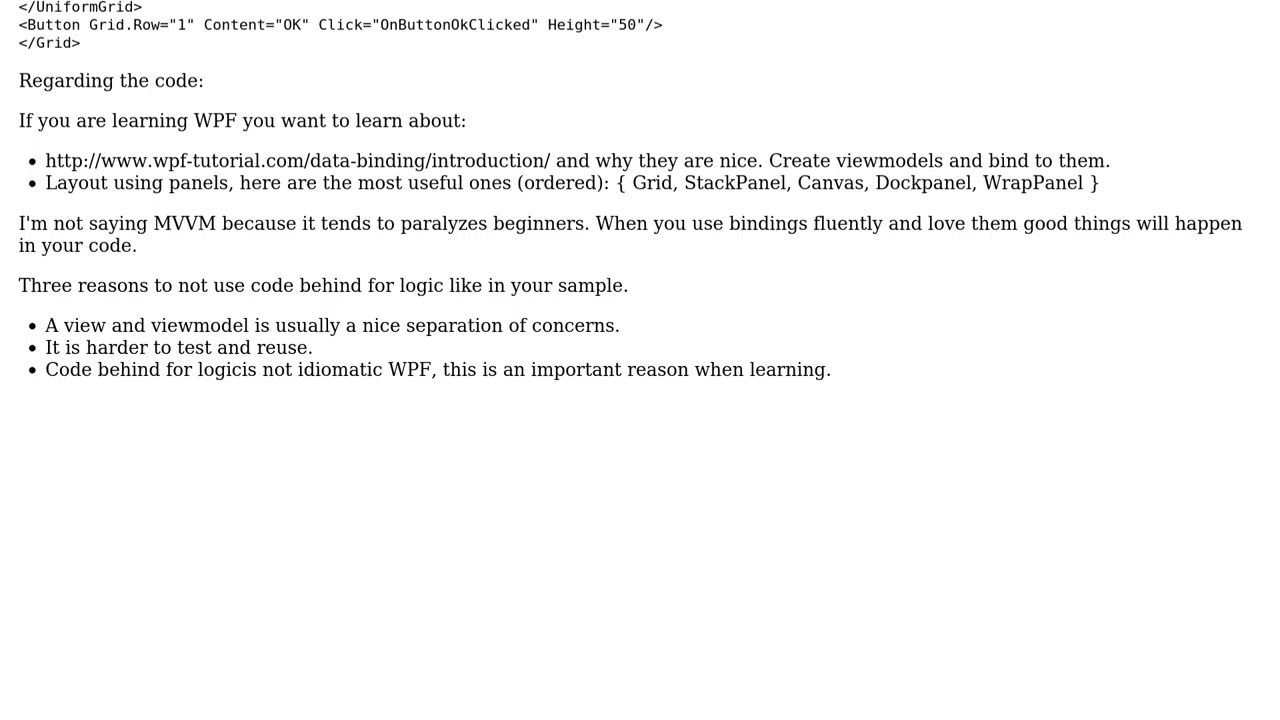 </UniformGrid>
<Button Grid.Row="1" Content="OK" Click="OnButtonOkClicked" Height="50"/>
</Grid>
Regarding the code:
If you are learning WPF you want to learn about:
• http://www.wpf-tutorial.com/data-binding/introduction/ and why they are nice. Create viewmodels and bind to them.
• Layout using panels, here are the most useful ones (ordered): { Grid, StackPanel, Canvas, Dockpanel, WrapPanel }
I'm not saying MVVM because it tends to paralyzes beginners. When you use bindings fluently and love them good things will happen
in your code.
Three reasons to not use code behind for logic like in your sample.
• A view and viewmodel is usually a nice separation of concerns.
• It is harder to test and reuse.
• Code behind for logicis not idiomatic WPF, this is an important reason when learning.